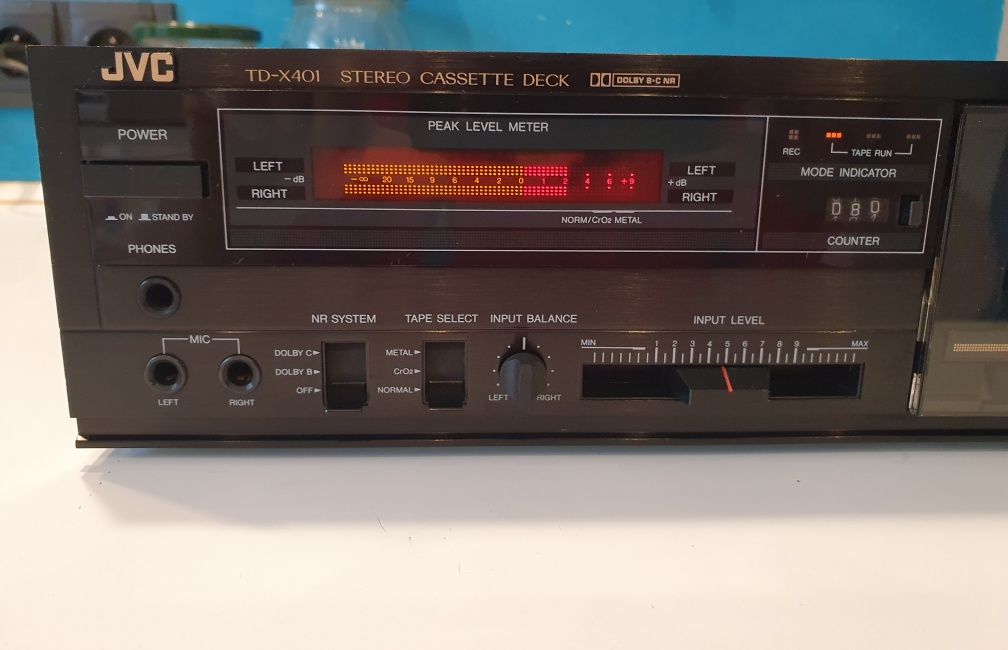 JVC
TD-X401 STEREO CASSETTE DECK DOLBY B•C NR
POWER
ON STAND BY
PHONES
PEAK LEVEL METER
LEFT
−dB
RIGHT
−∞ 20 15 9 6 4 2 0 1 2 4 6 +9
LEFT
+dB
RIGHT
NORM/CrO2 METAL
REC
TAPE RUN
MODE INDICATOR
080
COUNTER
MIC
LEFT RIGHT
NR SYSTEM
DOLBY C
DOLBY B
OFF
TAPE SELECT
METAL
CrO2
NORMAL
INPUT BALANCE
LEFT RIGHT
INPUT LEVEL
MIN 1 2 3 4 5 6 7 8 9 MAX